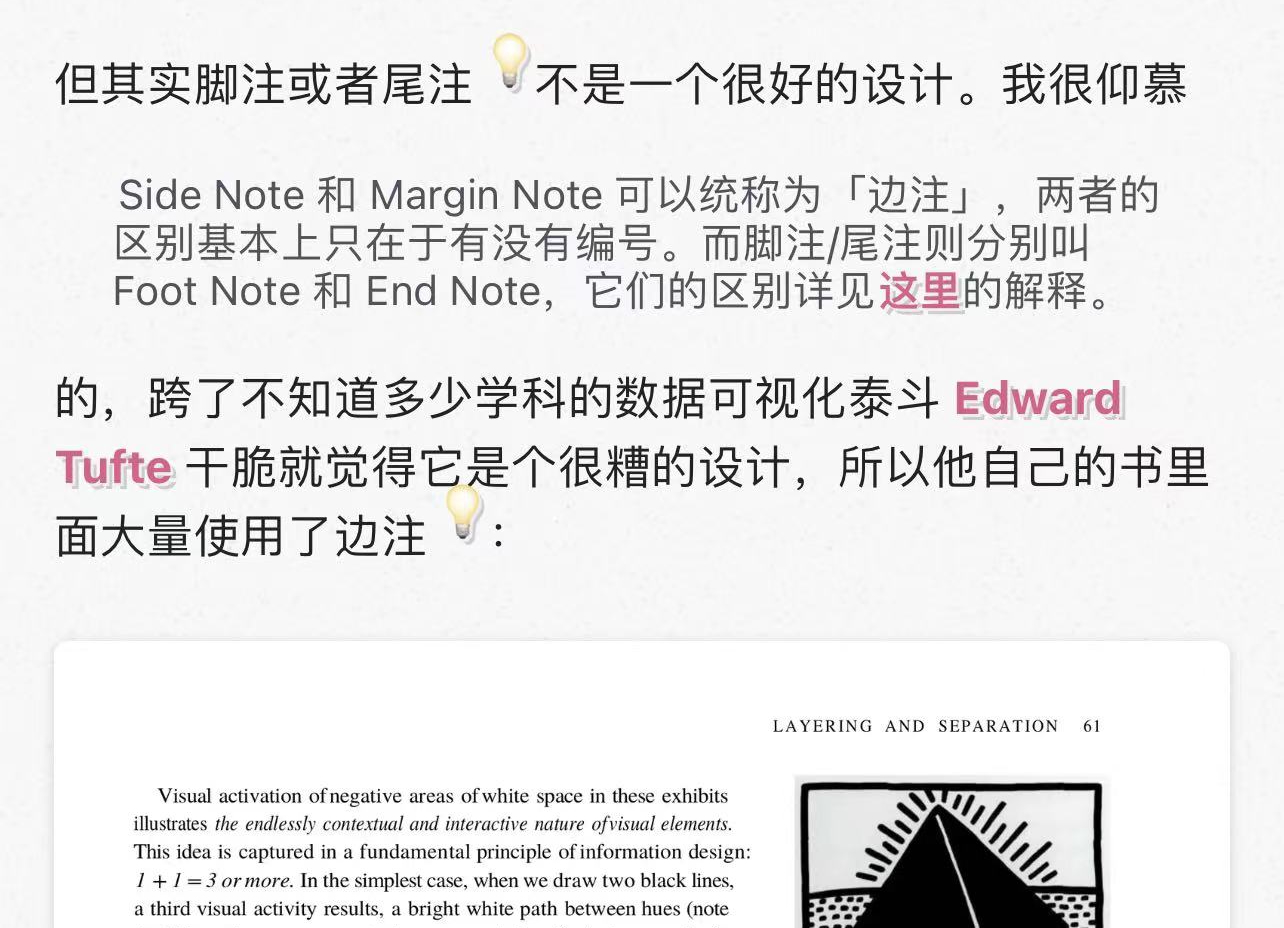 但其实脚注或者尾注💡不是一个很好的设计。我很仰慕
Side Note 和 Margin Note 可以统称为「边注」，两者的
区别基本上只在于有没有编号。而脚注/尾注则分别叫
Foot Note 和 End Note，它们的区别详见这里的解释。
的，跨了不知道多少学科的数据可视化泰斗 Edward
Tufte 干脆就觉得它是个很糟的设计，所以他自己的书里
面大量使用了边注💡：
LAYERING AND SEPARATION 61
Visual activation of negative areas of white space in these exhibits
illustrates the endlessly contextual and interactive nature of visual elements.
This idea is captured in a fundamental principle of information design:
1 + 1 = 3 or more. In the simplest case, when we draw two black lines,
a third visual activity results, a bright white path between hues (note